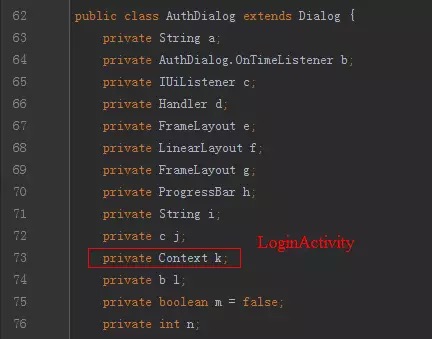 62 public class AuthDialog extends Dialog {
63 private String a;
64 private AuthDialog.OnTimeListener b;
65 private IUiListener c;
66 private Handler d;
67 private FrameLayout e;
68 private LinearLayout f;
69 private FrameLayout g;
70 private ProgressBar h;
71 private String i;
72 private c j;
LoginActivity
73 private Context k;
74 private b l;
75 private boolean m = false;
76 private int n;